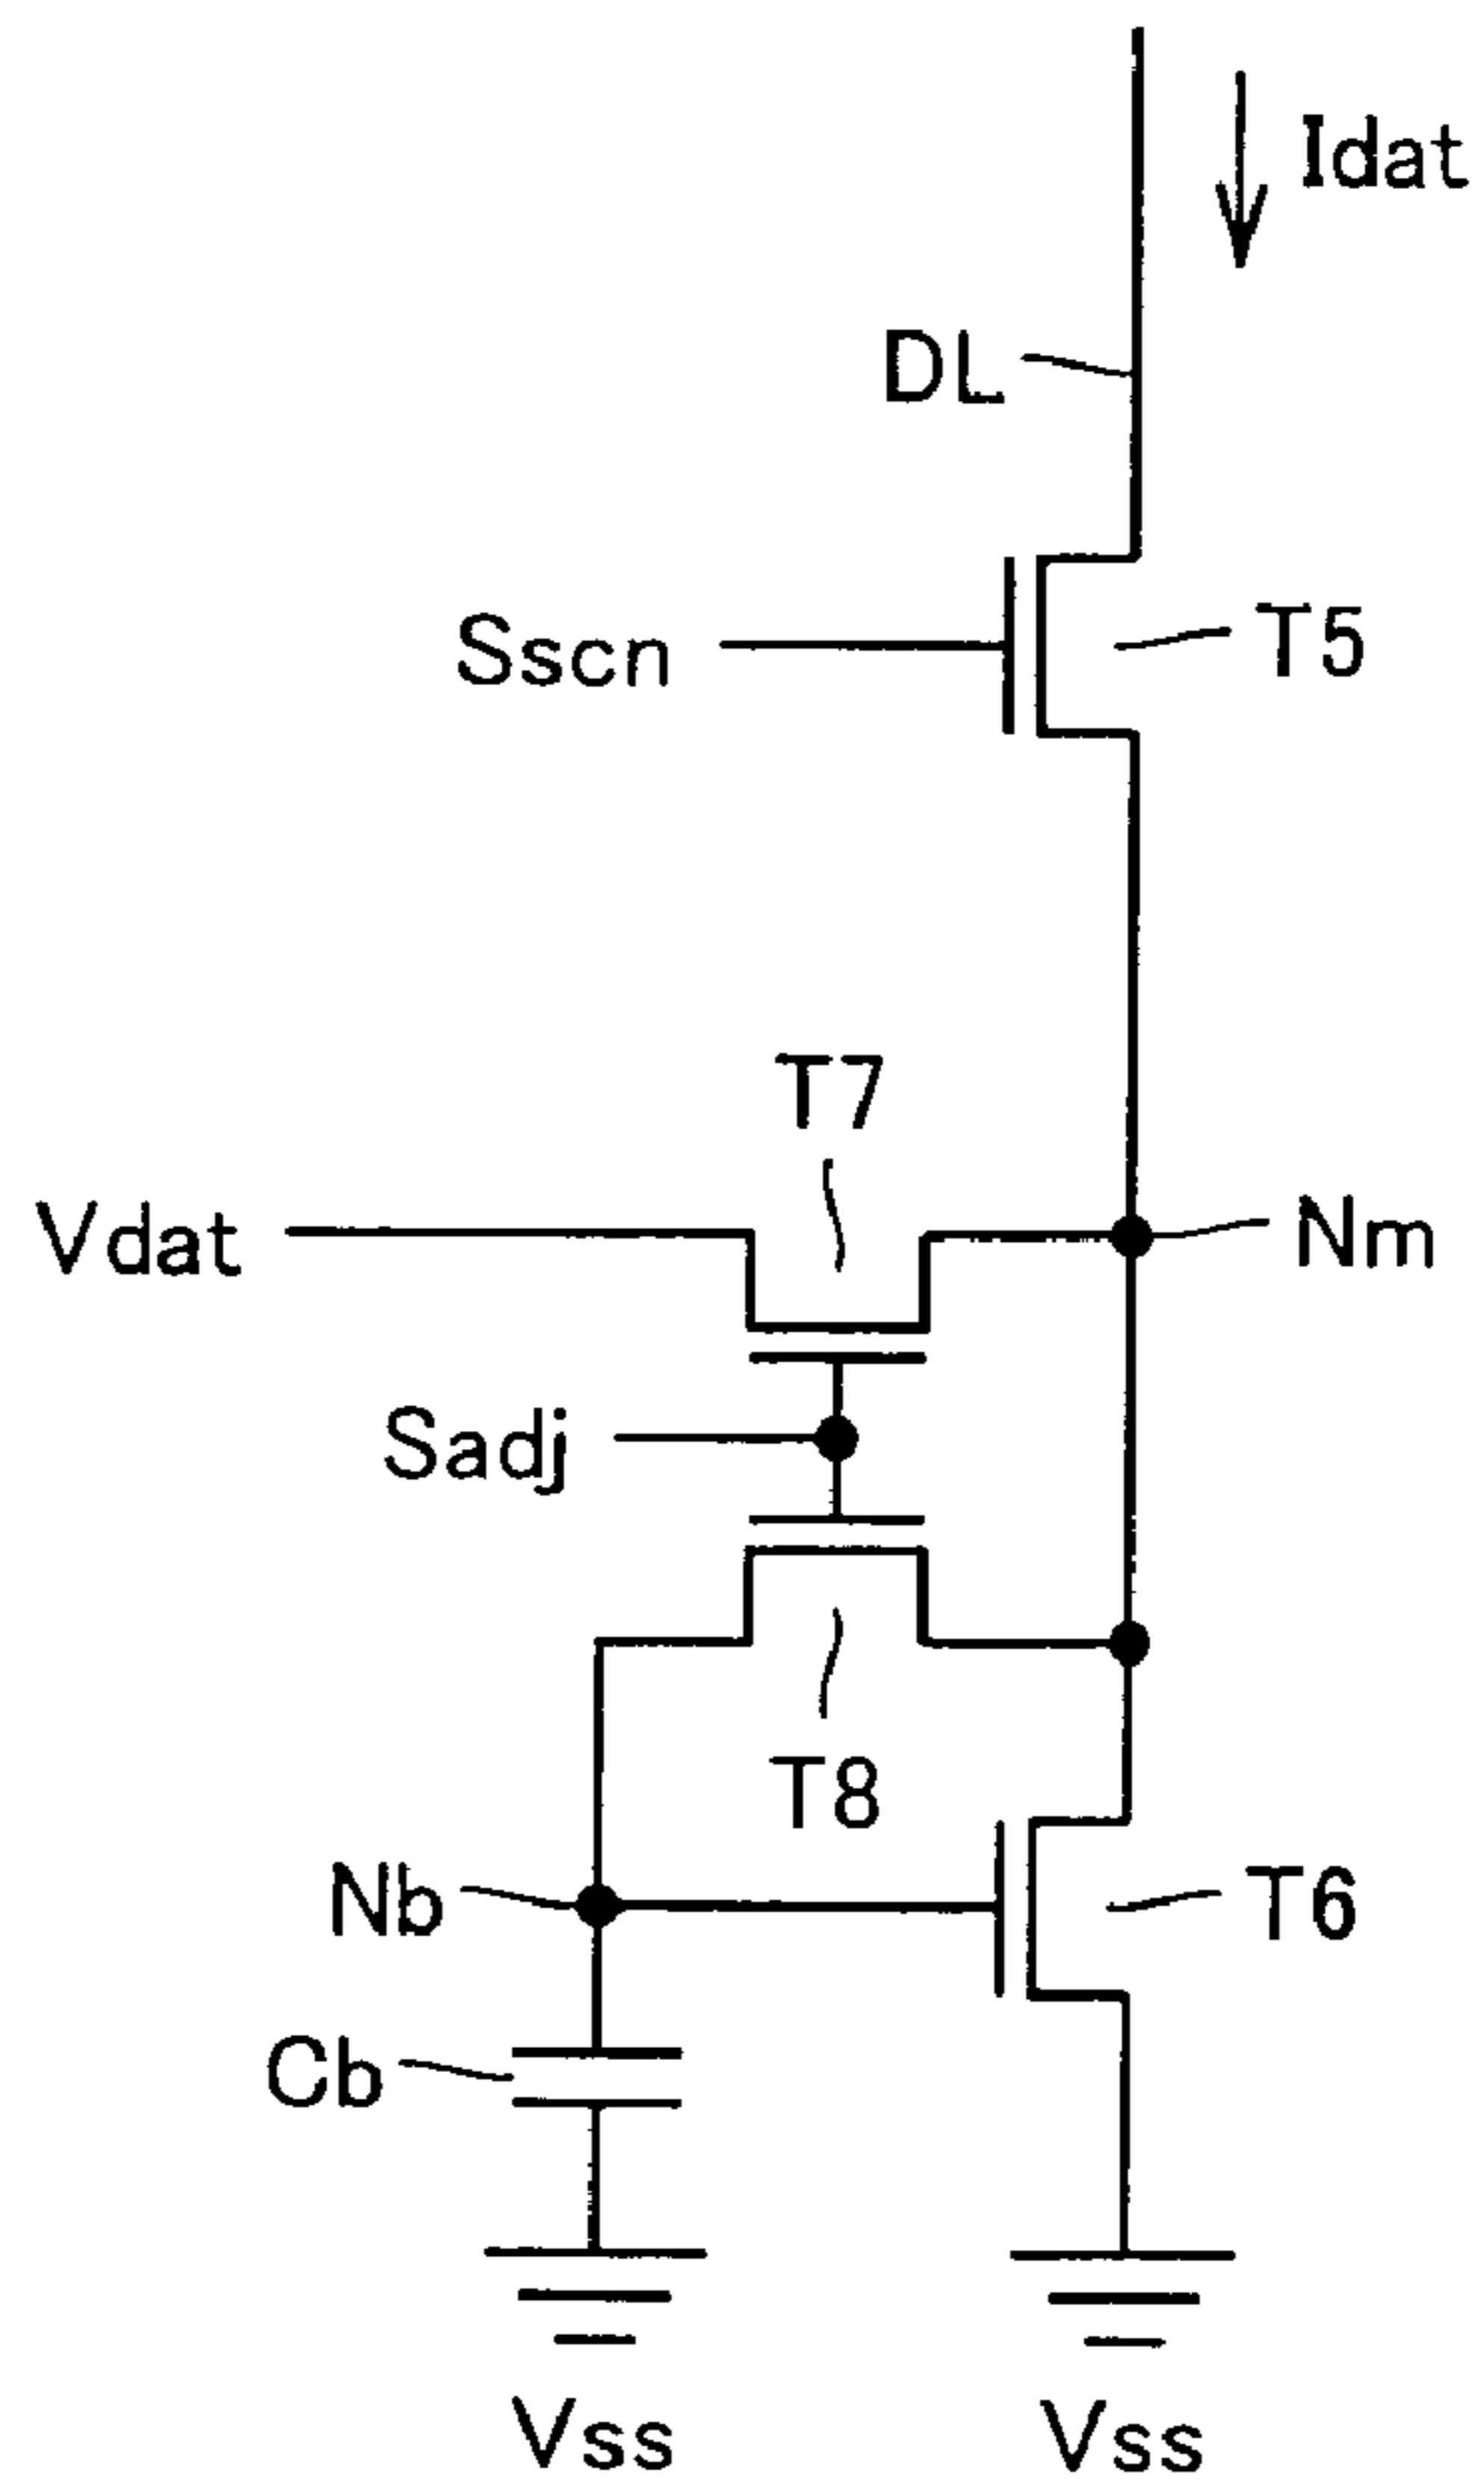 Idat
DL
Sscn
T5
T7
Vdat
Nm
Sadj
T8
Nb
T6
Cb
Vss
Vss